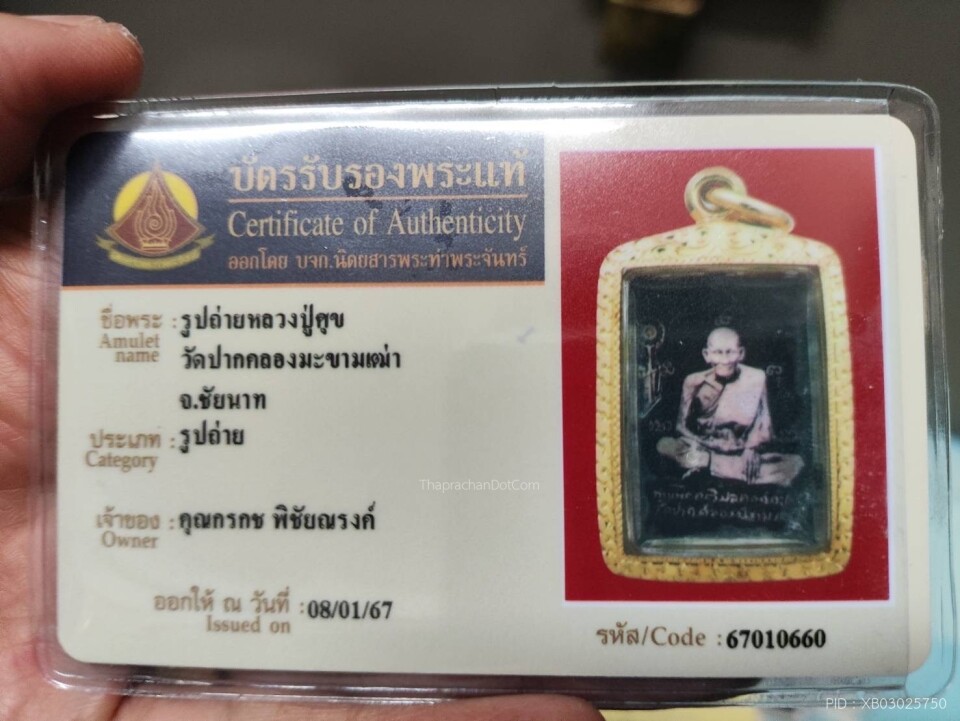 บัตรรับรองพระแท้
Certificate of Authenticity
ออกโดย บจก.นิตยสารพระท่าพระจันทร์
ชื่อพระ : รูปถ่ายหลวงปู่ศุข
Amulet name
วัดปากคลองมะขามเฒ่า
จ.ชัยนาท
ประเภท : รูปถ่าย
Category
ThaprachanDotCom
เจ้าของ : คุณกรกช พิชัยณรงค์
Owner
ออกให้ ณ วันที่ : 08/01/67
Issued on
รหัส/Code : 67010660
PID : XB03025750